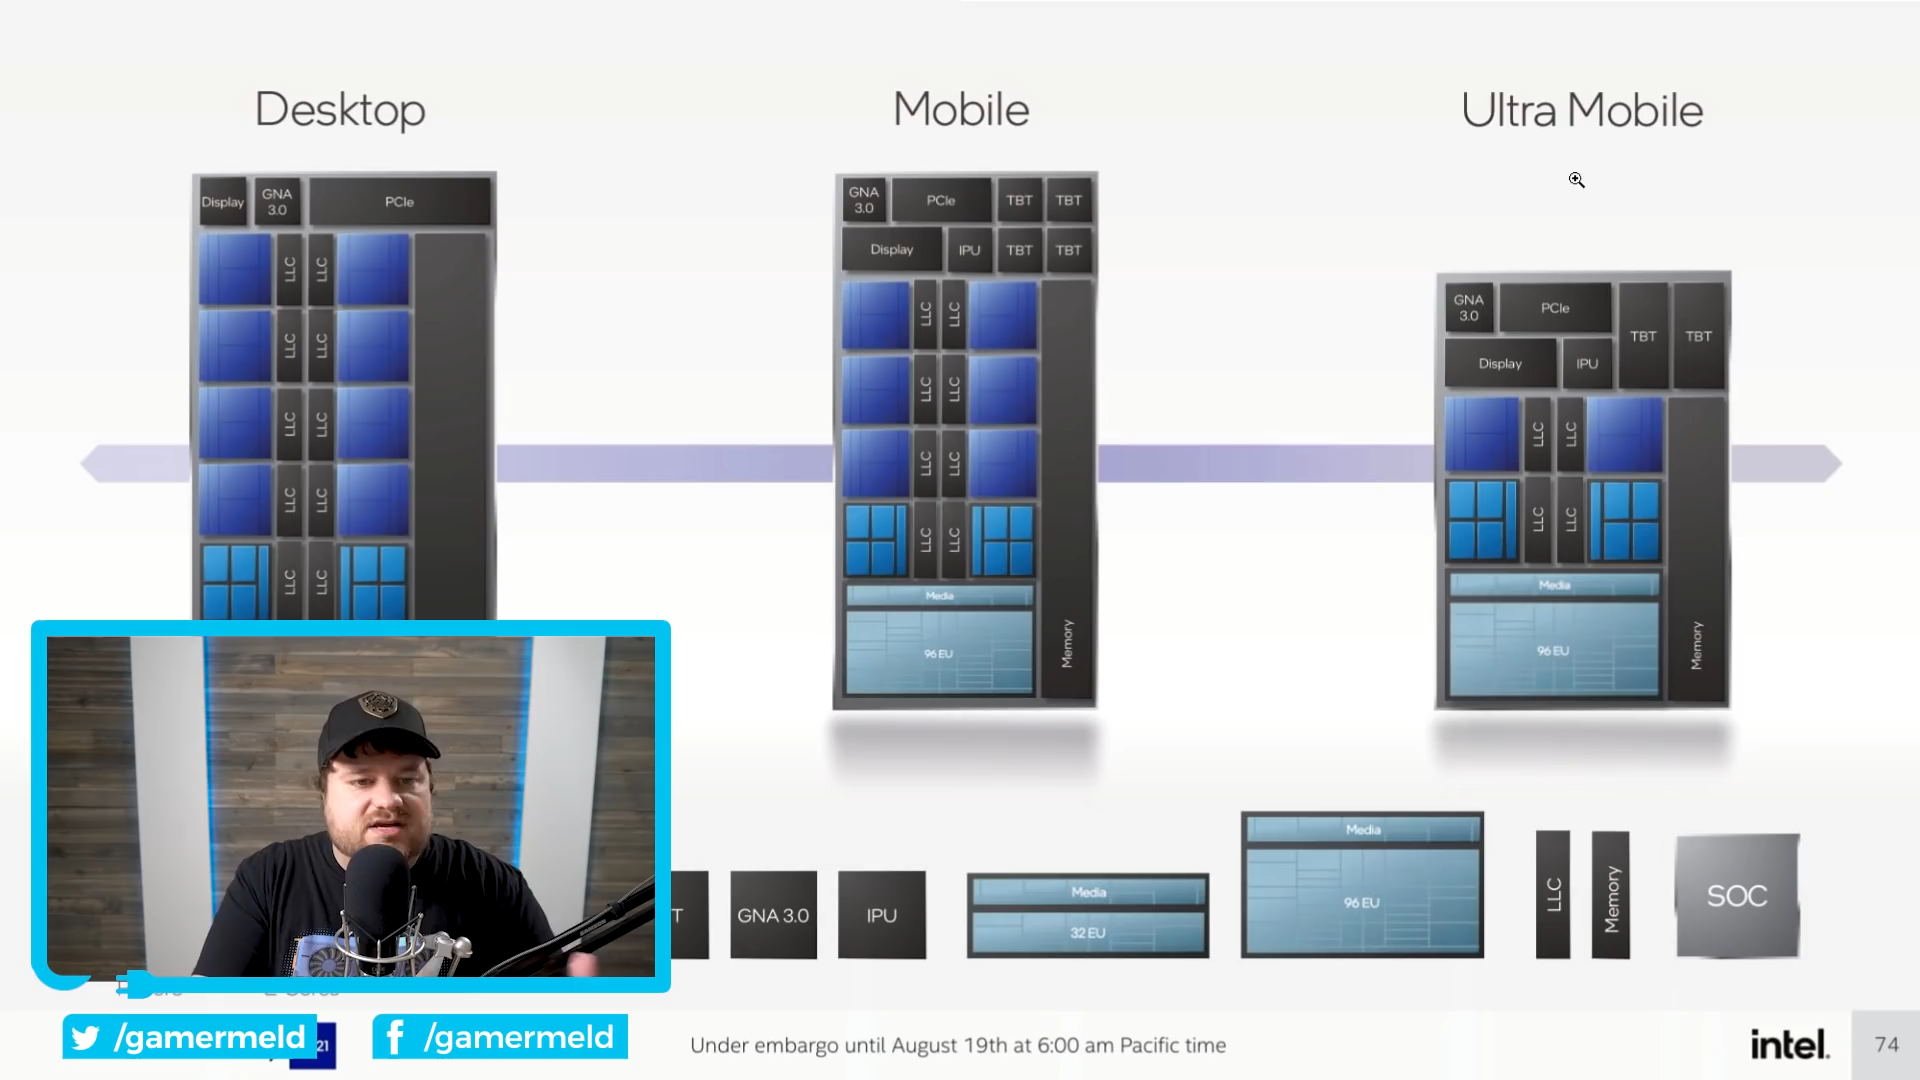 Desktop
Mobile
Ultra Mobile
Display
GNA
3.0
PCIe
LLC
LLC
LLC
LLC
LLC
LLC
LLC
LLC
LLC
LLC
GNA
3.0
PCIe
TBT
TBT
Display
IPU
TBT
TBT
LLC
LLC
LLC
LLC
LLC
LLC
LLC
LLC
Media
96 EU
Memory
GNA
3.0
PCIe
TBT
TBT
Display
IPU
LLC
LLC
LLC
LLC
Media
96 EU
Memory
T
GNA 3.0
IPU
Media
32 EU
Media
96 EU
LLC
Memory
SOC
/gamermeld
21
/gamermeld
Under embargo until August 19th at 6:00 am Pacific time
intel.
74